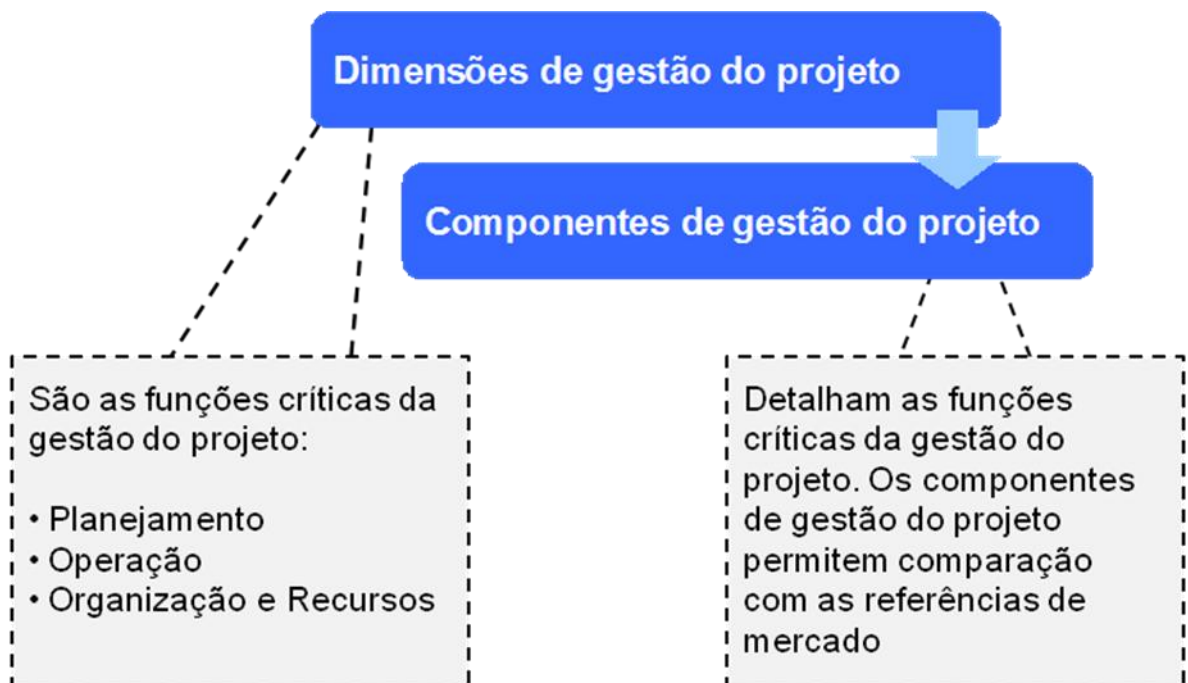 Dimensões de gestão do projeto
Componentes de gestão do projeto
São as funções críticas da
gestão do projeto:
• Planejamento
• Operação
• Organização e Recursos
Detalham as funções
críticas da gestão do
projeto. Os componentes
de gestão do projeto
permitem comparação
com as referências de
mercado